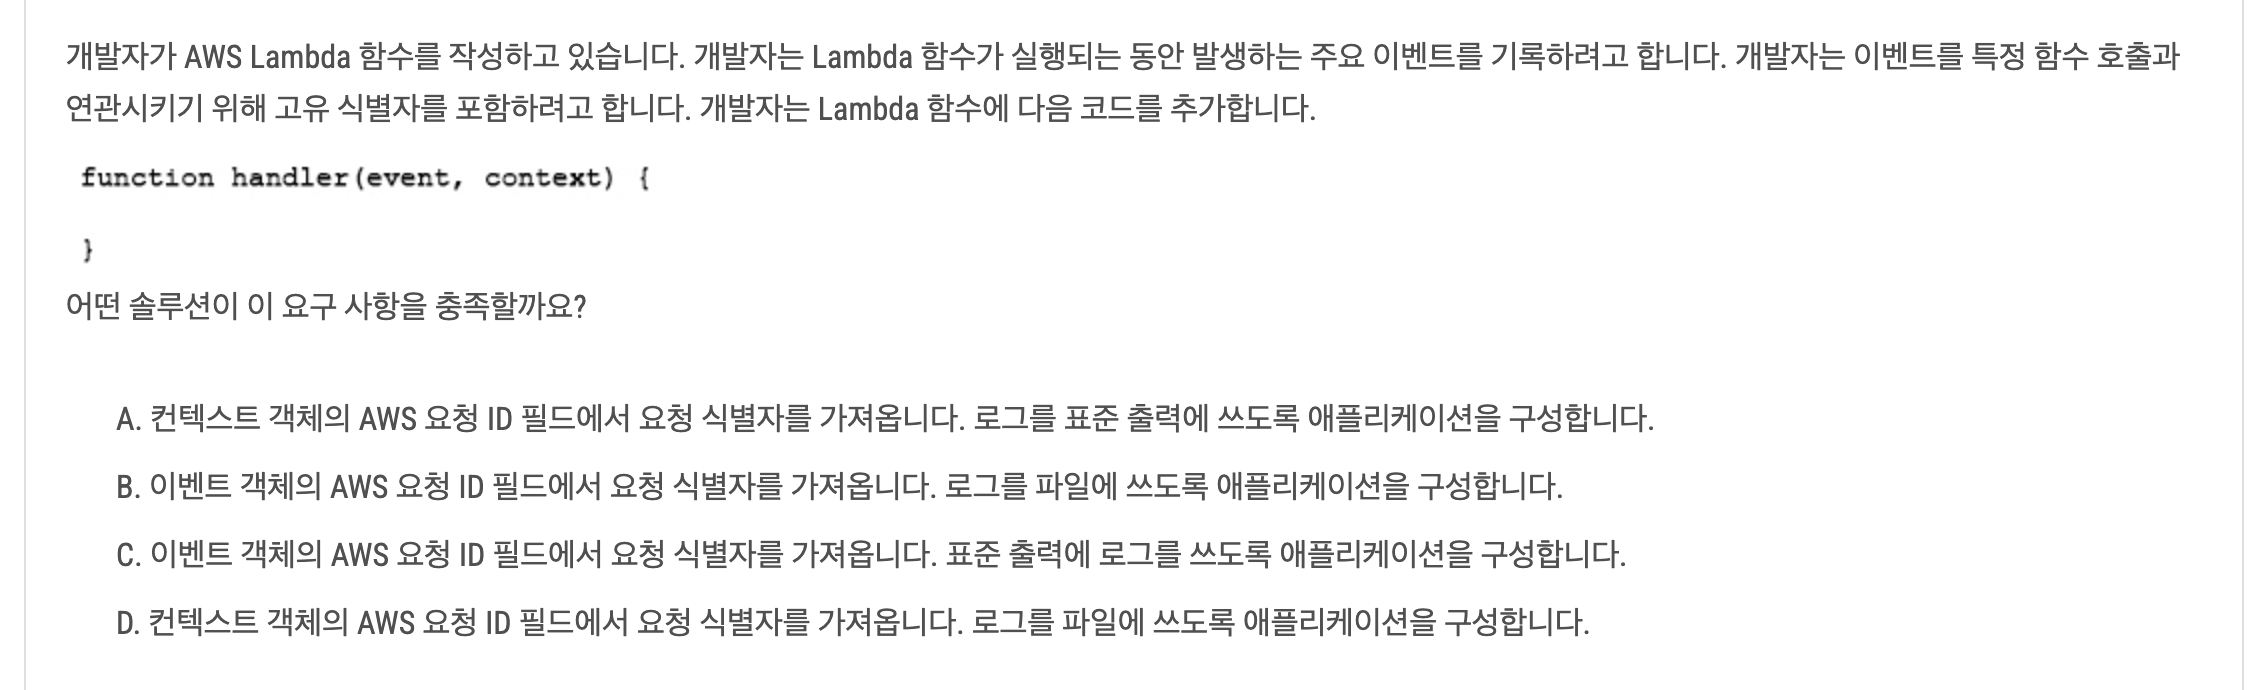 개발자가 AWS Lambda 함수를 작성하고 있습니다. 개발자는 Lambda 함수가 실행되는 동안 발생하는 주요 이벤트를 기록하려고 합니다. 개발자는 이벤트를 특정 함수 호출과
연관시키기 위해 고유 식별자를 포함하려고 합니다. 개발자는 Lambda 함수에 다음 코드를 추가합니다.
function handler(event, context) {
}
어떤 솔루션이 이 요구 사항을 충족할까요?
A. 컨텍스트 객체의 AWS 요청 ID 필드에서 요청 식별자를 가져옵니다. 로그를 표준 출력에 쓰도록 애플리케이션을 구성합니다.
B. 이벤트 객체의 AWS 요청 ID 필드에서 요청 식별자를 가져옵니다. 로그를 파일에 쓰도록 애플리케이션을 구성합니다.
C. 이벤트 객체의 AWS 요청 ID 필드에서 요청 식별자를 가져옵니다. 표준 출력에 로그를 쓰도록 애플리케이션을 구성합니다.
D. 컨텍스트 객체의 AWS 요청 ID 필드에서 요청 식별자를 가져옵니다. 로그를 파일에 쓰도록 애플리케이션을 구성합니다.